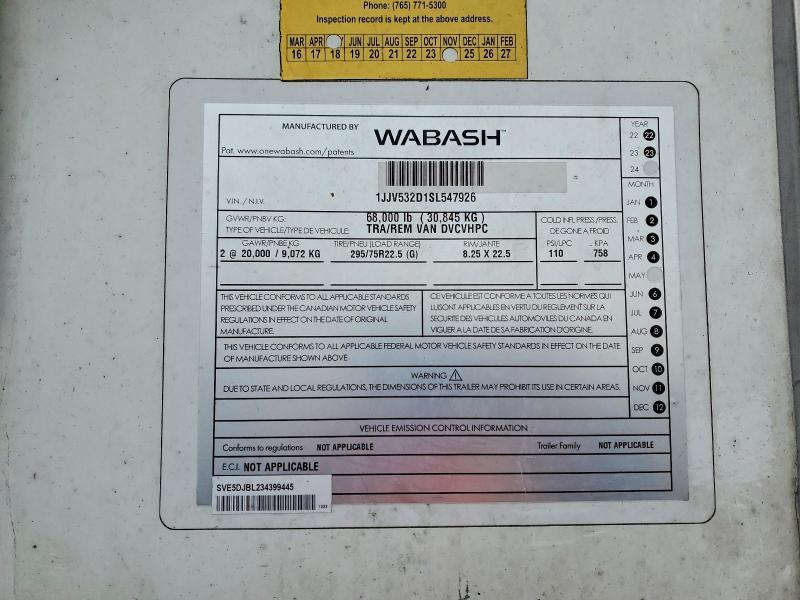 Phone: (765) 771-5300
Inspection record is kept at the above address.
MAR APR JUN JUL AUG SEP OCT NOV DEC JAN FEB
16 17 18 19 20 21 22 23 25 26 27
MANUFACTURED BY WABASH
Pat. www.onewabash.com/patents
V.I.N. / N.I.V. 1JJV532D1SL547926
GVWR/PNBV KG: 68,000 lb ( 30,845 KG )
TYPE OF VEHICLE/TYPE DE VEHICULE: TRA/REM VAN DVCVHPC
COLD INFL PRESS/PRESS.
DE GONE A FROID
GAWR/PNBE KG TIRE/PNEU (LOAD RANGE) RIM/JANTE PSI/LPC KPA
2 @ 20,000 / 9,072 KG 295/75R22.5 (G) 8.25 X 22.5 110 758
THIS VEHICLE CONFORMS TO ALL APPLICABLE STANDARDS
PRESCRIBED UNDER THE CANADIAN MOTOR VEHICLE SAFETY
REGULATIONS IN EFFECT ON THE DATE OF ORIGINAL
MANUFACTURE.
CE VEHICULE EST CONFORME A TOUTES LES NORMES QUI
LUISONT APPLICABLES EN VERTU DU REGLEMENT SUR LA
SECURITE DES VEHICULES AUTOMOVILES DU CANADA EN
VIGUER A LA DATE DE SA FABRICATION D'ORIGINE.
THIS VEHICLE CONFORMS TO ALL APPLICABLE FEDERAL MOTOR VEHICLE SAFETY STANDARDS IN EFFECT ON THE DATE
OF MANUFACTURE SHOWN ABOVE
WARNING
DUE TO STATE AND LOCAL REGULATIONS, THE DIMENSIONS OF THIS TRAILER MAY PROHIBIT ITS USE IN CERTAIN AREAS.
VEHICLE EMISSION CONTROL INFORMATION
Conforms to regulations NOT APPLICABLE Trailer Family NOT APPLICABLE
E.C.I. NOT APPLICABLE
SVE5DJBL234399445
YEAR
22 22
23 23
24
MONTH
JAN 1
FEB 2
MAR 3
APR 4
MAY
JUN 6
JUL 7
AUG 8
SEP 9
OCT 10
NOV 11
DEC 12